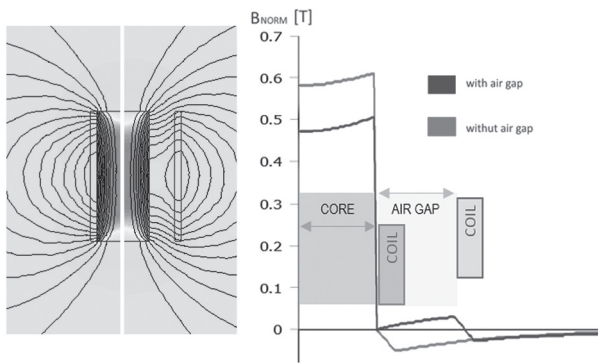 BNORM [T]
0.7
0.6
0.5
0.4
0.3
0.2
0.1
0
with air gap
withut air gap
CORE
AIR GAP
COIL
COIL